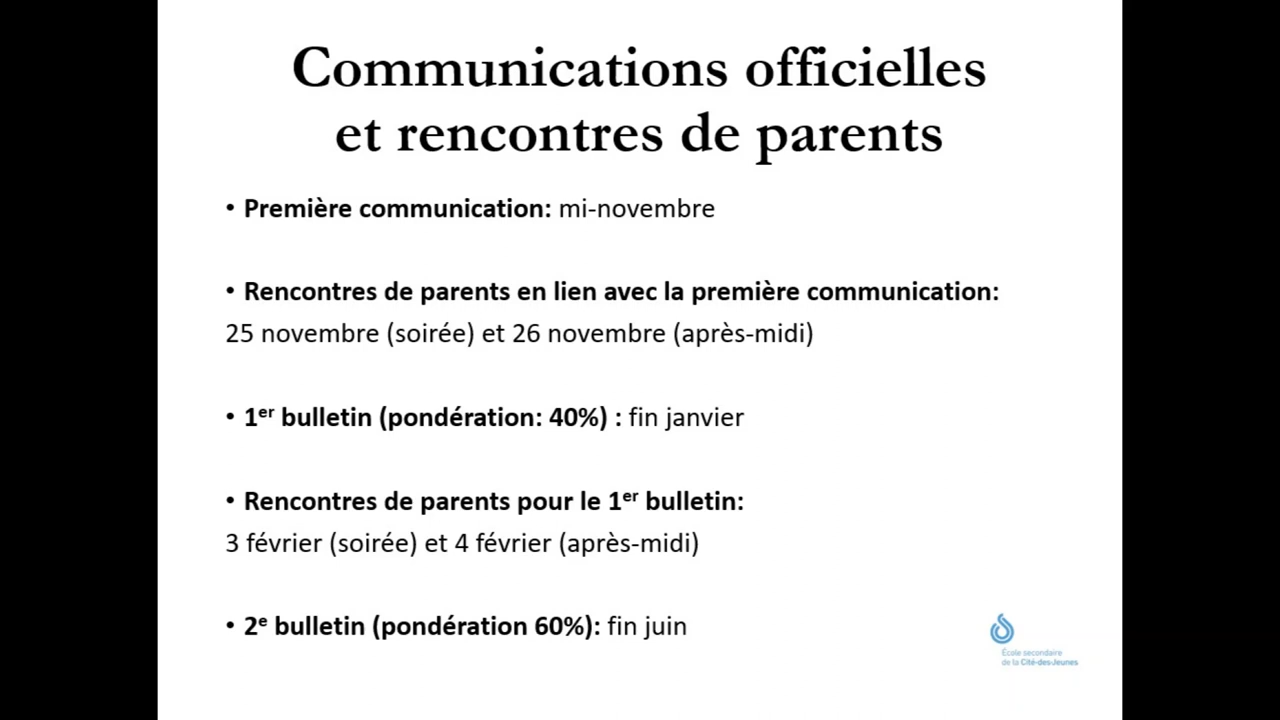 Communications officielles
et rencontres de parents
• Première communication: mi-novembre
• Rencontres de parents en lien avec la première communication:
25 novembre (soirée) et 26 novembre (après-midi)
• 1er bulletin (pondération: 40%) : fin janvier
• Rencontres de parents pour le 1er bulletin:
3 février (soirée) et 4 février (après-midi)
• 2e bulletin (pondération 60%): fin juin
École secondaire
de la Cité-des-Jeunes